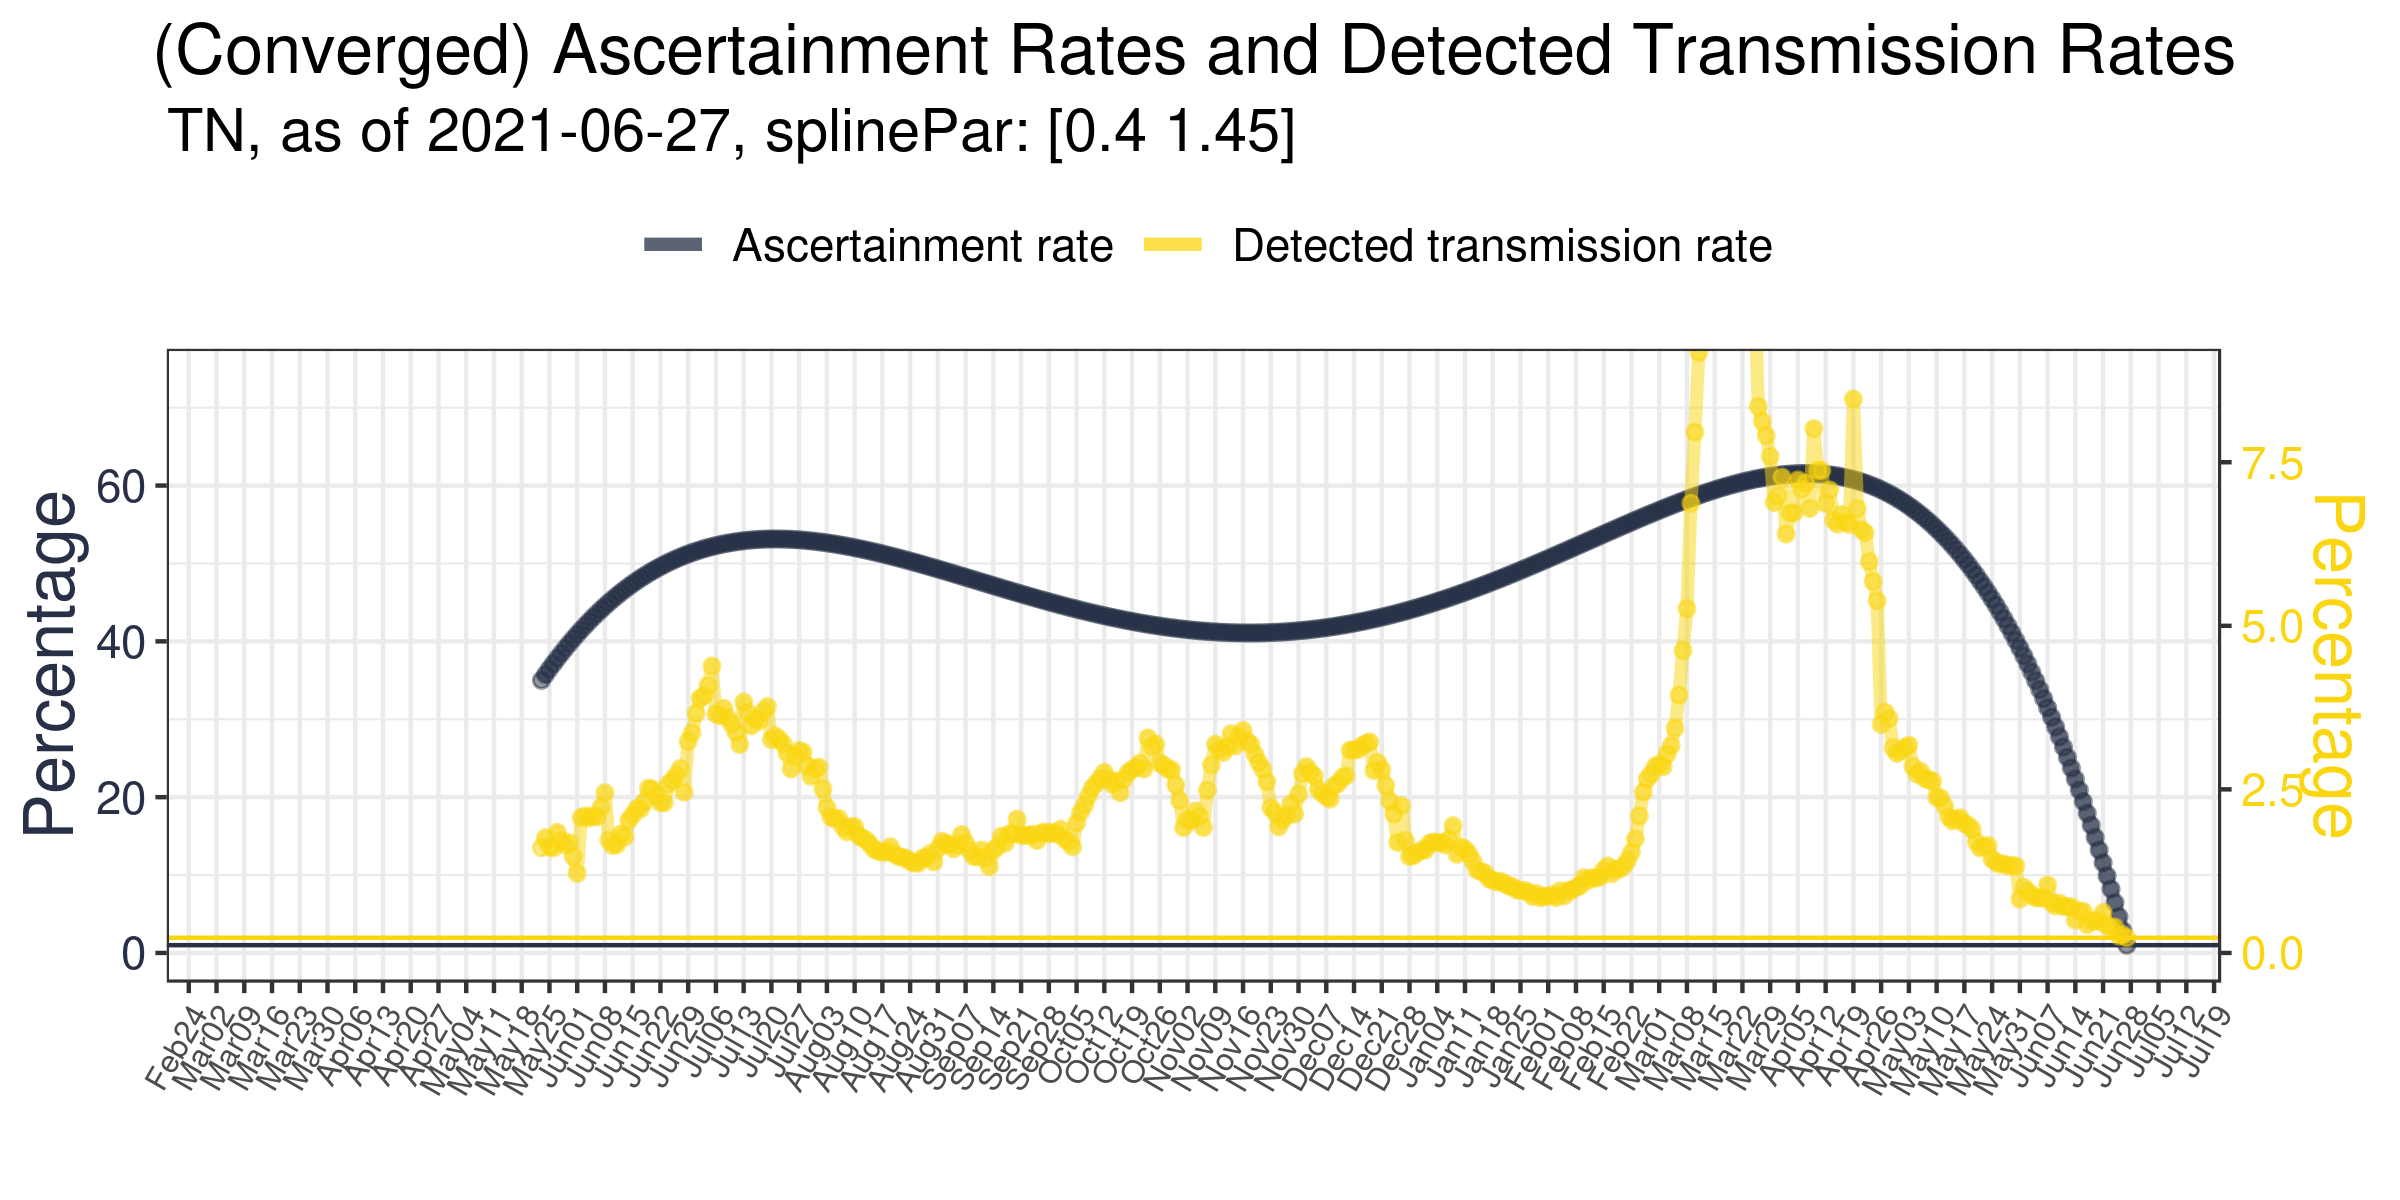 (Converged) Ascertainment Rates and Detected Transmission Rates
TN, as of 2021-06-27, splinePar: [0.4 1.45]
Ascertainment rate
Detected transmission rate
Percentage
60
40
20
0
7.5
5.0
2.5
0.0
Percentage
Feb24
Mar02
Mar09
Mar16
Mar23
Mar30
Apr06
Apr13
Apr20
Apr27
May04
May11
May18
May25
Jun01
Jun08
Jun15
Jun22
Jun29
Jul06
Jul13
Jul20
Jul27
Aug03
Aug10
Aug17
Aug24
Aug31
Sep07
Sep14
Sep21
Sep28
Oct05
Oct12
Oct19
Oct26
Nov02
Nov09
Nov16
Nov23
Nov30
Dec07
Dec14
Dec21
Dec28
Jan04
Jan11
Jan18
Jan25
Feb01
Feb08
Feb15
Feb22
Mar01
Mar08
Mar15
Mar22
Mar29
Apr05
Apr12
Apr19
Apr26
May03
May10
May17
May24
May31
Jun07
Jun14
Jun21
Jun28
Jul05
Jul12
Jul19